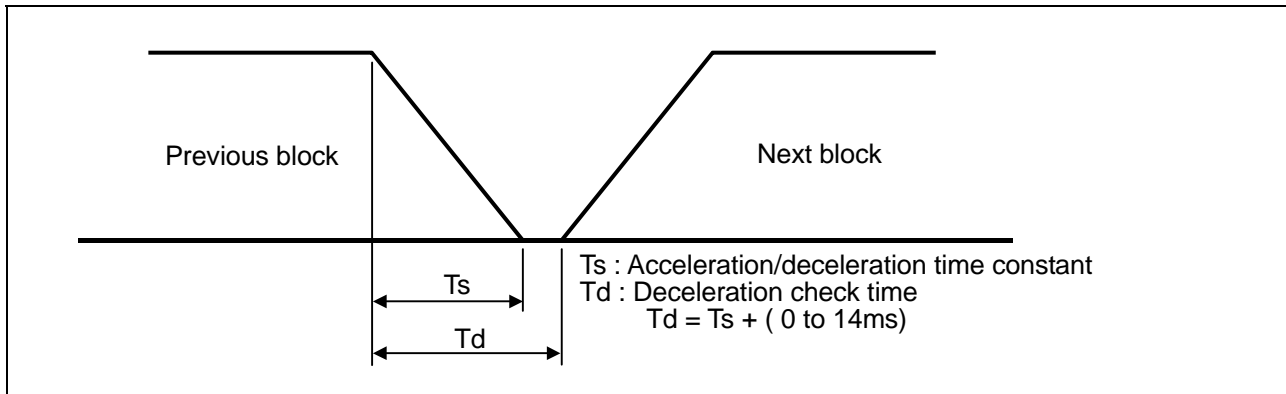 Previous block
Next block
Ts
Td
Ts : Acceleration/deceleration time constant
Td : Deceleration check time
Td = Ts + ( 0 to 14ms)